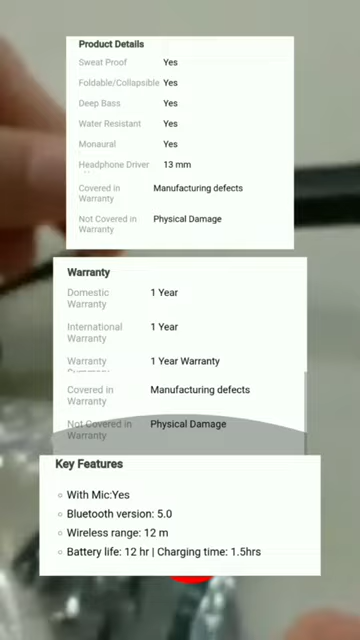 Product Details
Sweat Proof Yes
Foldable/Collapsible Yes
Deep Bass Yes
Water Resistant Yes
Monaural Yes
Headphone Driver 13 mm
Covered in Manufacturing defects
Warranty
Not Covered in Physical Damage
Warranty
Warranty
Domestic 1 Year
Warranty
International 1 Year
Warranty
Warranty 1 Year Warranty
Covered in Manufacturing defects
Warranty
Not Covered in Physical Damage
Warranty
Key Features
With Mic:Yes
Bluetooth version: 5.0
Wireless range: 12 m
Battery life: 12 hr | Charging time: 1.5hrs